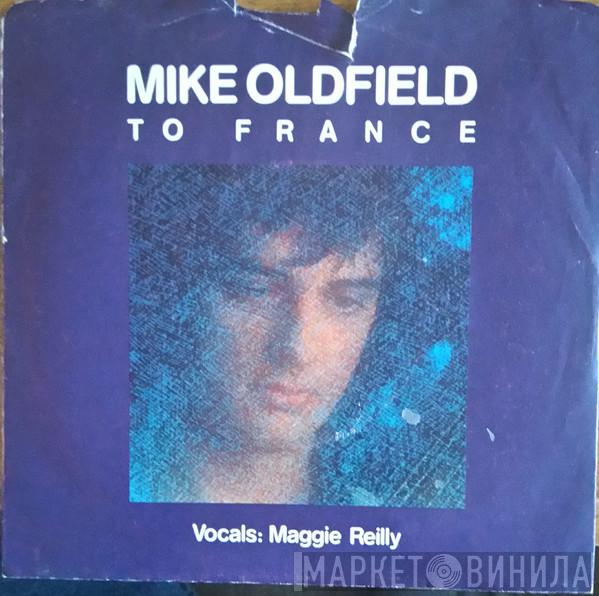 MIKE OLDFIELD
TO FRANCE
Vocals: Maggie Reilly
МАРКЕТ ВИНИЛА